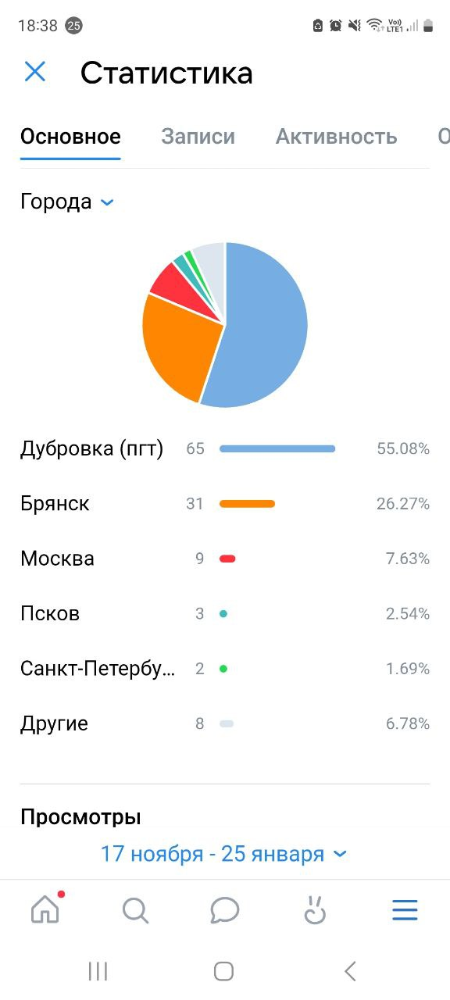 18:38 25
Vo))
LTE1
Статистика
Основное Записи Активность О
Города
Дубровка (пгт) 65 55.08%
Брянск 31 26.27%
Москва 9 7.63%
Псков 3 2.54%
Санкт-Петербу... 2 1.69%
Другие 8 6.78%
Просмотры
17 ноября - 25 января